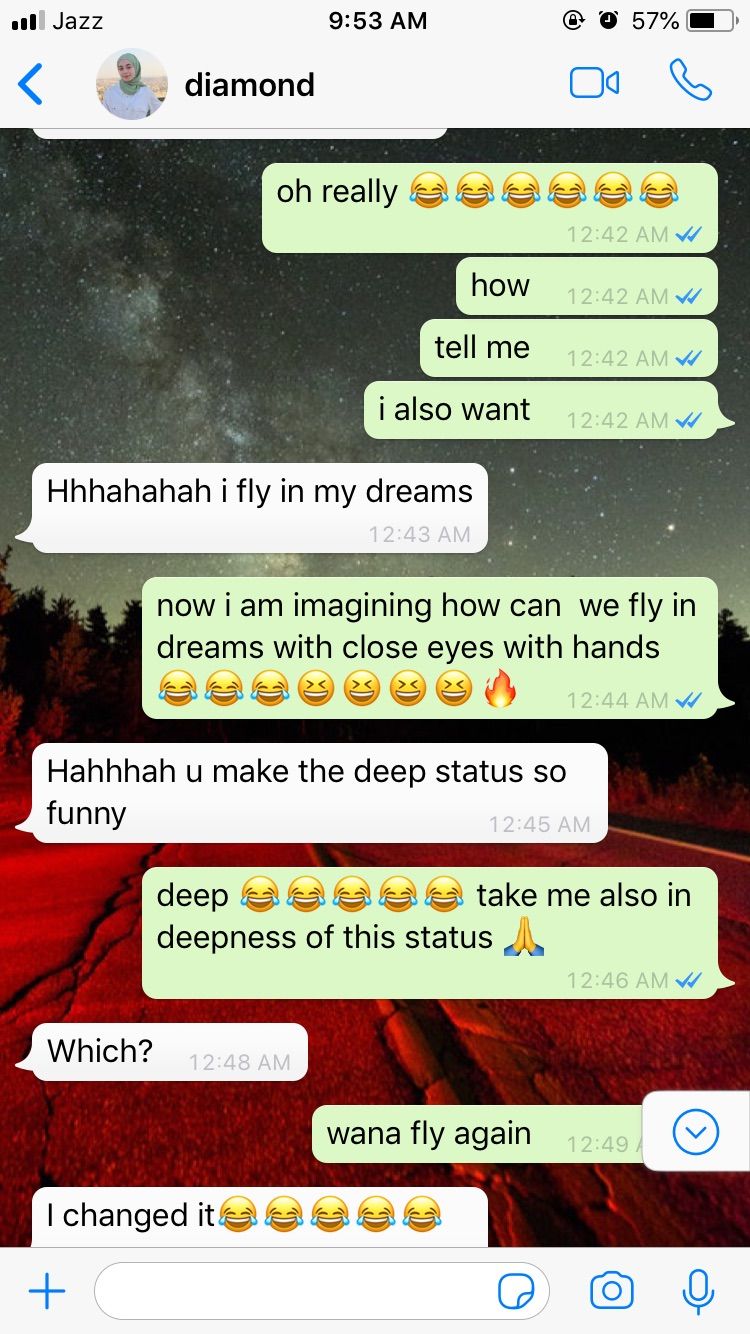 Jazz 9:53 AM 57%
diamond
oh really 😂😂😂😂😂😂
12:42 AM
how 12:42 AM
tell me 12:42 AM
i also want 12:42 AM
Hhhahahah i fly in my dreams
12:43 AM
now i am imagining how can  we fly in
dreams with close eyes with hands
😂😂😂😆😆😆😆🔥 12:44 AM
Hahhhah u make the deep status so
funny 12:45 AM
deep 😂😂😂😂😂 take me also in
deepness of this status 🙏
12:46 AM
Which? 12:48 AM
wana fly again 12:49
I changed it😂😂😂😂😂